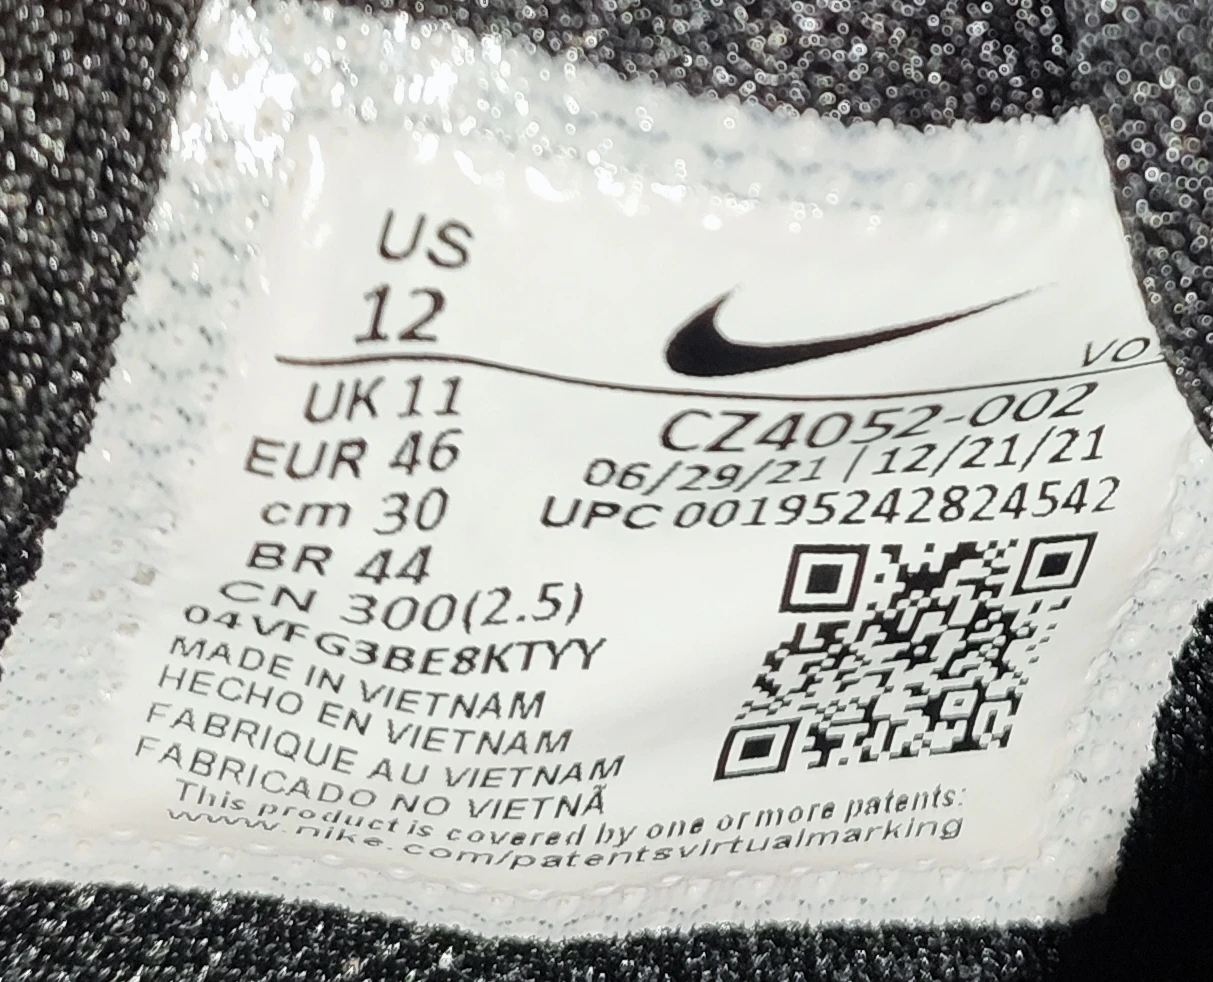 US
12
VO
UK 11
CZ4052-002
EUR 46
06/29/21 | 12/21/21
cm 30
UPC 00195242824542
BR 44
CN 300(2.5)
04VFG3BE8KTYY
MADE IN VIETNAM
HECHO EN VIETNAM
FABRIQUE AU VIETNAM
FABRICADO NO VIETNÃ
This product is covered by one or more patents:
www.nike.com/patentsvirtualmarking